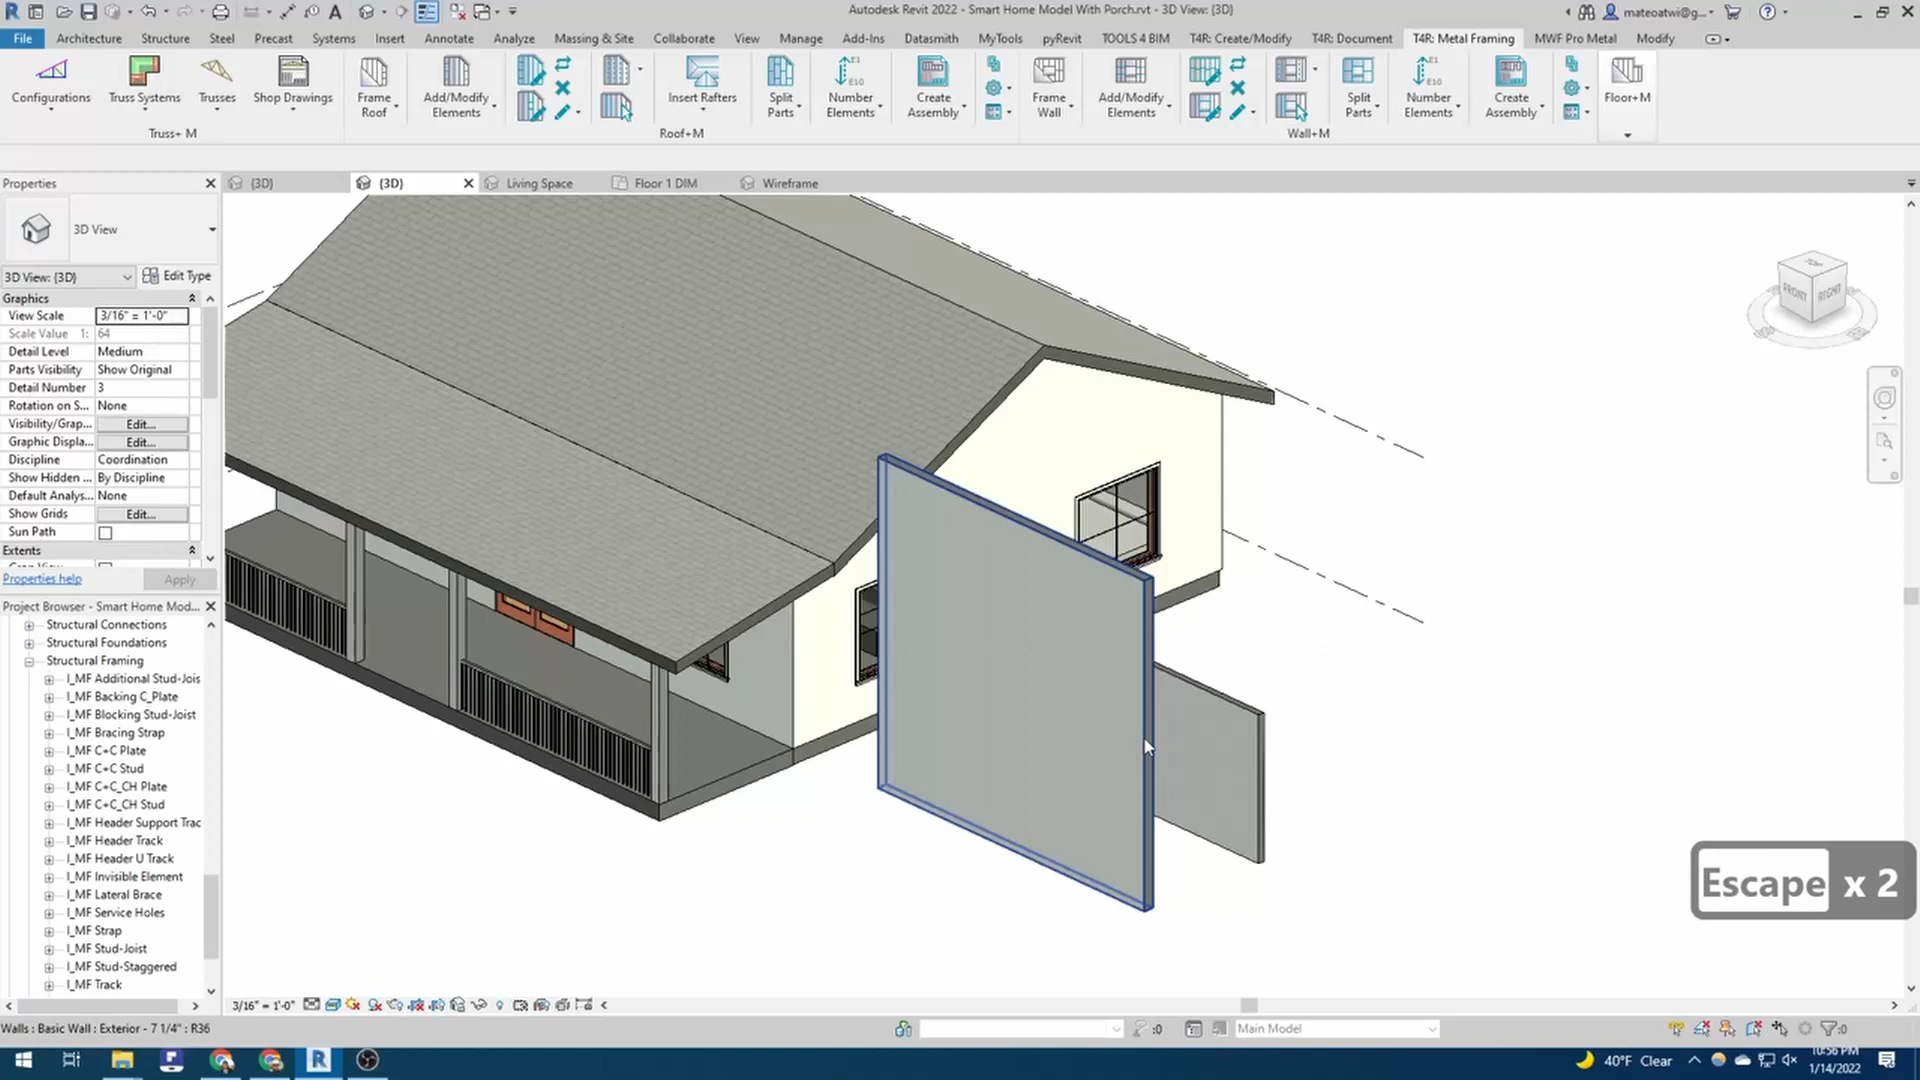 Autodesk Revit 2022 - Smart Home Model With Porch.rvt - 3D View: {3D}
mateoatwi@g...
File Architecture Structure Steel Precast Systems Insert Annotate Analyze Massing & Site Collaborate View Manage Add-Ins Datasmith MyTools pyRevit TOOLS 4 BIM T4R: Create/Modify T4R: Document T4R: Metal Framing MWF Pro Metal Modify
Configurations Truss Systems Trusses Shop Drawings Frame Roof Add/Modify Elements Insert Rafters Split Parts Number Elements Create Assembly Frame Wall Add/Modify Elements Split Parts Number Elements Create Assembly Floor+M
Truss+ M Roof+M Wall+M
Properties
{3D} {3D} Living Space Floor 1 DIM Wireframe
3D View
3D View: {3D} Edit Type
Graphics
View Scale 3/16" = 1'-0"
Scale Value 1: 64
Detail Level Medium
Parts Visibility Show Original
Detail Number 3
Rotation on S... None
Visibility/Grap... Edit...
Graphic Displa... Edit...
Discipline Coordination
Show Hidden ... By Discipline
Default Analys... None
Show Grids Edit...
Sun Path
Extents
Properties help Apply
Project Browser - Smart Home Mod...
Structural Connections
Structural Foundations
Structural Framing
I_MF Additional Stud-Jois
I_MF Backing C_Plate
I_MF Blocking Stud-Joist
I_MF Bracing Strap
I_MF C+C Plate
I_MF C+C Stud
I_MF C+C_CH Plate
I_MF C+C_CH Stud
I_MF Header Support Trac
I_MF Header Track
I_MF Header U Track
I_MF Invisible Element
I_MF Lateral Brace
I_MF Service Holes
I_MF Strap
I_MF Stud-Joist
I_MF Stud-Staggered
I_MF Track
TOP
FRONT RIGHT
Escape x 2
3/16" = 1'-0"
Walls : Basic Wall : Exterior - 7 1/4" : R36
:0 Main Model :0
40°F Clear
10:56 PM
1/14/2022